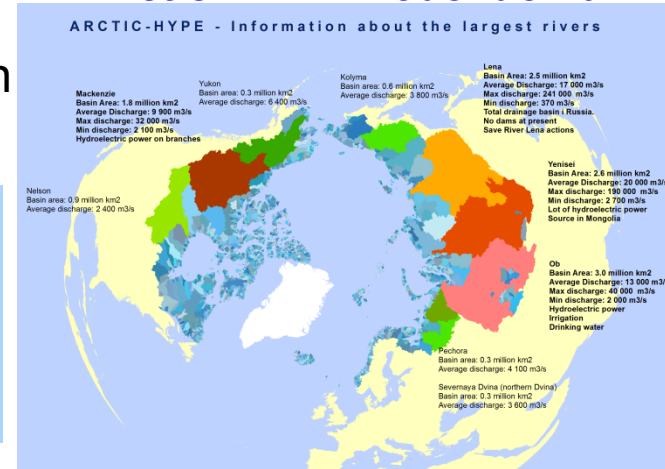 ARCTIC-HYPE - Information about the largest rivers
Mackenzie
Basin Area: 1.8 million km2
Average Discharge: 9 900 m3/s
Max discharge: 32 000 m3/s
Min discharge: 2 100 m3/s
Hydroelectric power on branches
Yukon
Basin area: 0.3 million km2
Average discharge: 6 400 m3/s
Kolyma
Basin area: 0.6 million km2
Average discharge: 3 800 m3/s
Lena
Basin Area: 2.5 million km2
Average Discharge: 17 000 m3/s
Max discharge: 241 000 m3/s
Min discharge: 370 m3/s
Total drainage basin i Russia.
No dams at present
Save River Lena actions
Yenisei
Basin Area: 2.6 million km2
Average Discharge: 20 000 m3/s
Max discharge: 190 000 m3/s
Min discharge: 2 700 m3/s
Lot of hydroelectric power
Source in Mongolia
Nelson
Basin area: 0.9 million km2
Average discharge: 2 400 m3/s
Ob
Basin Area: 3.0 million km2
Average Discharge: 13 000 m3/s
Max discharge: 40 000 m3/s
Min discharge: 2 000 m3/s
Hydroelectric power
Irrigation
Drinking water
Pechora
Basin area: 0.3 million km2
Average discharge: 4 100 m3/s
Severnaya Dvina (northern Dvina)
Basin area: 0.3 million km2
Average discharge: 3 600 m3/s